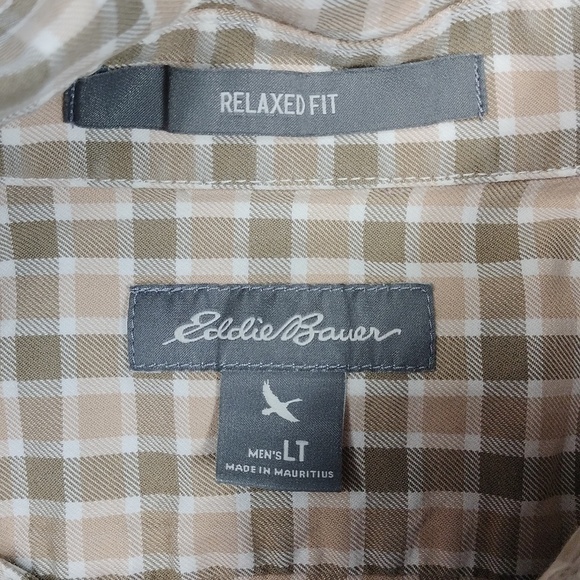 RELAXED FIT
Eddie Bauer
MEN'S LT
MADE IN MAURITIUS